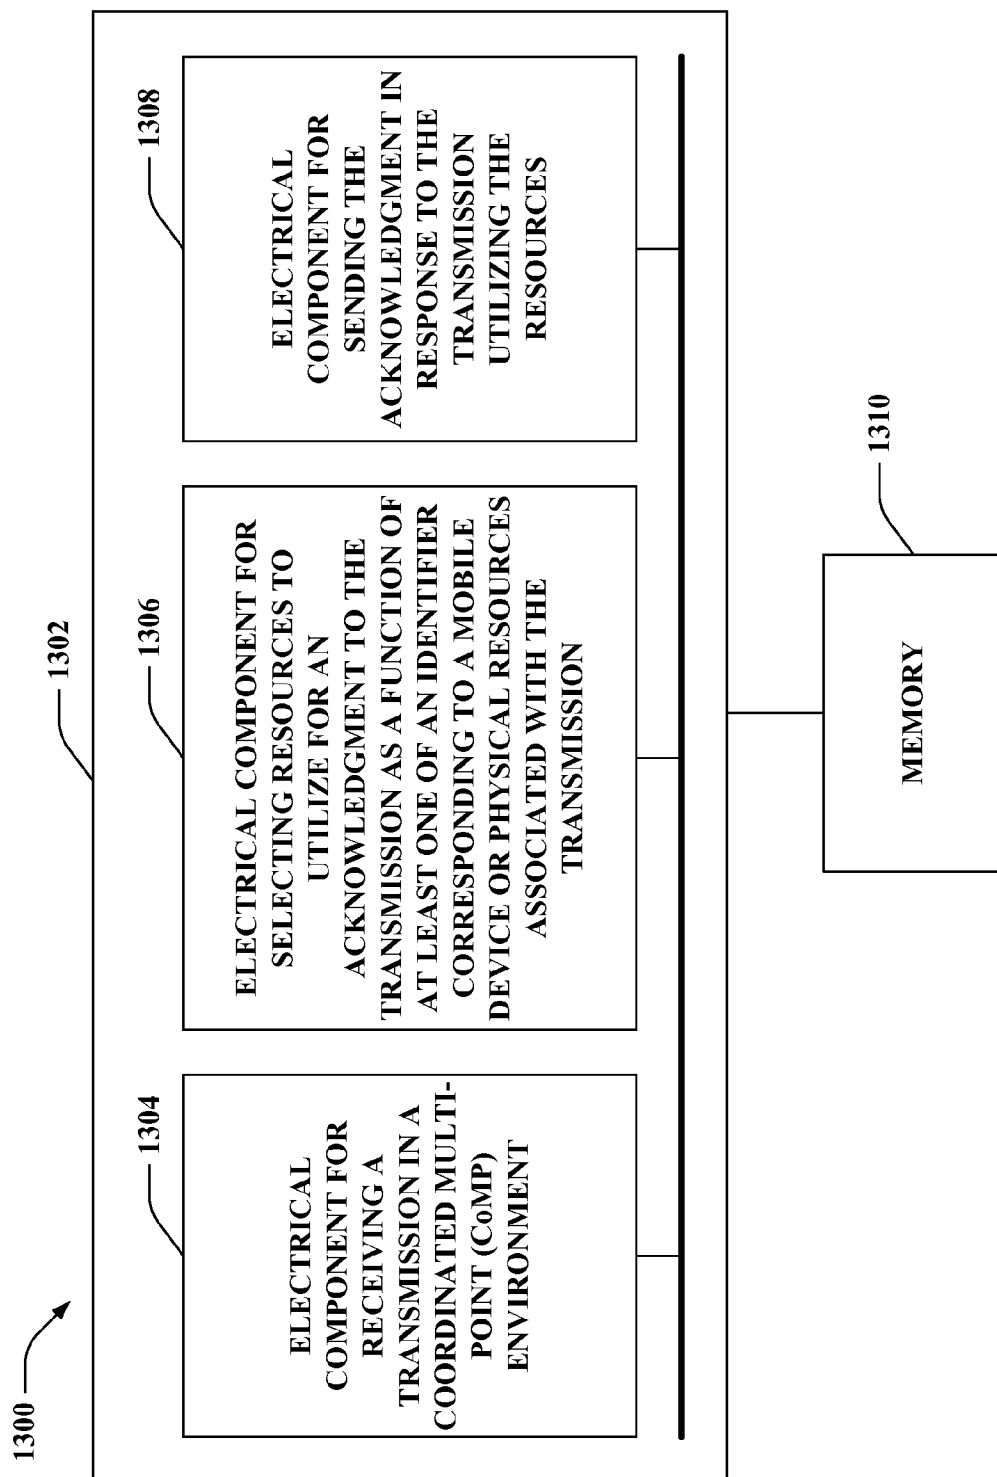 1300
1302
1304
ELECTRICAL
COMPONENT FOR
RECEIVING A
TRANSMISSION IN A
COORDINATED MULTI-
POINT (CoMP)
ENVIRONMENT
1306
ELECTRICAL COMPONENT FOR
SELECTING RESOURCES TO
UTILIZE FOR AN
ACKNOWLEDGMENT TO THE
TRANSMISSION AS A FUNCTION OF
AT LEAST ONE OF AN IDENTIFIER
CORRESPONDING TO A MOBILE
DEVICE OR PHYSICAL RESOURCES
ASSOCIATED WITH THE
TRANSMISSION
1308
ELECTRICAL
COMPONENT FOR
SENDING THE
ACKNOWLEDGMENT IN
RESPONSE TO THE
TRANSMISSION
UTILIZING THE
RESOURCES
1310
MEMORY